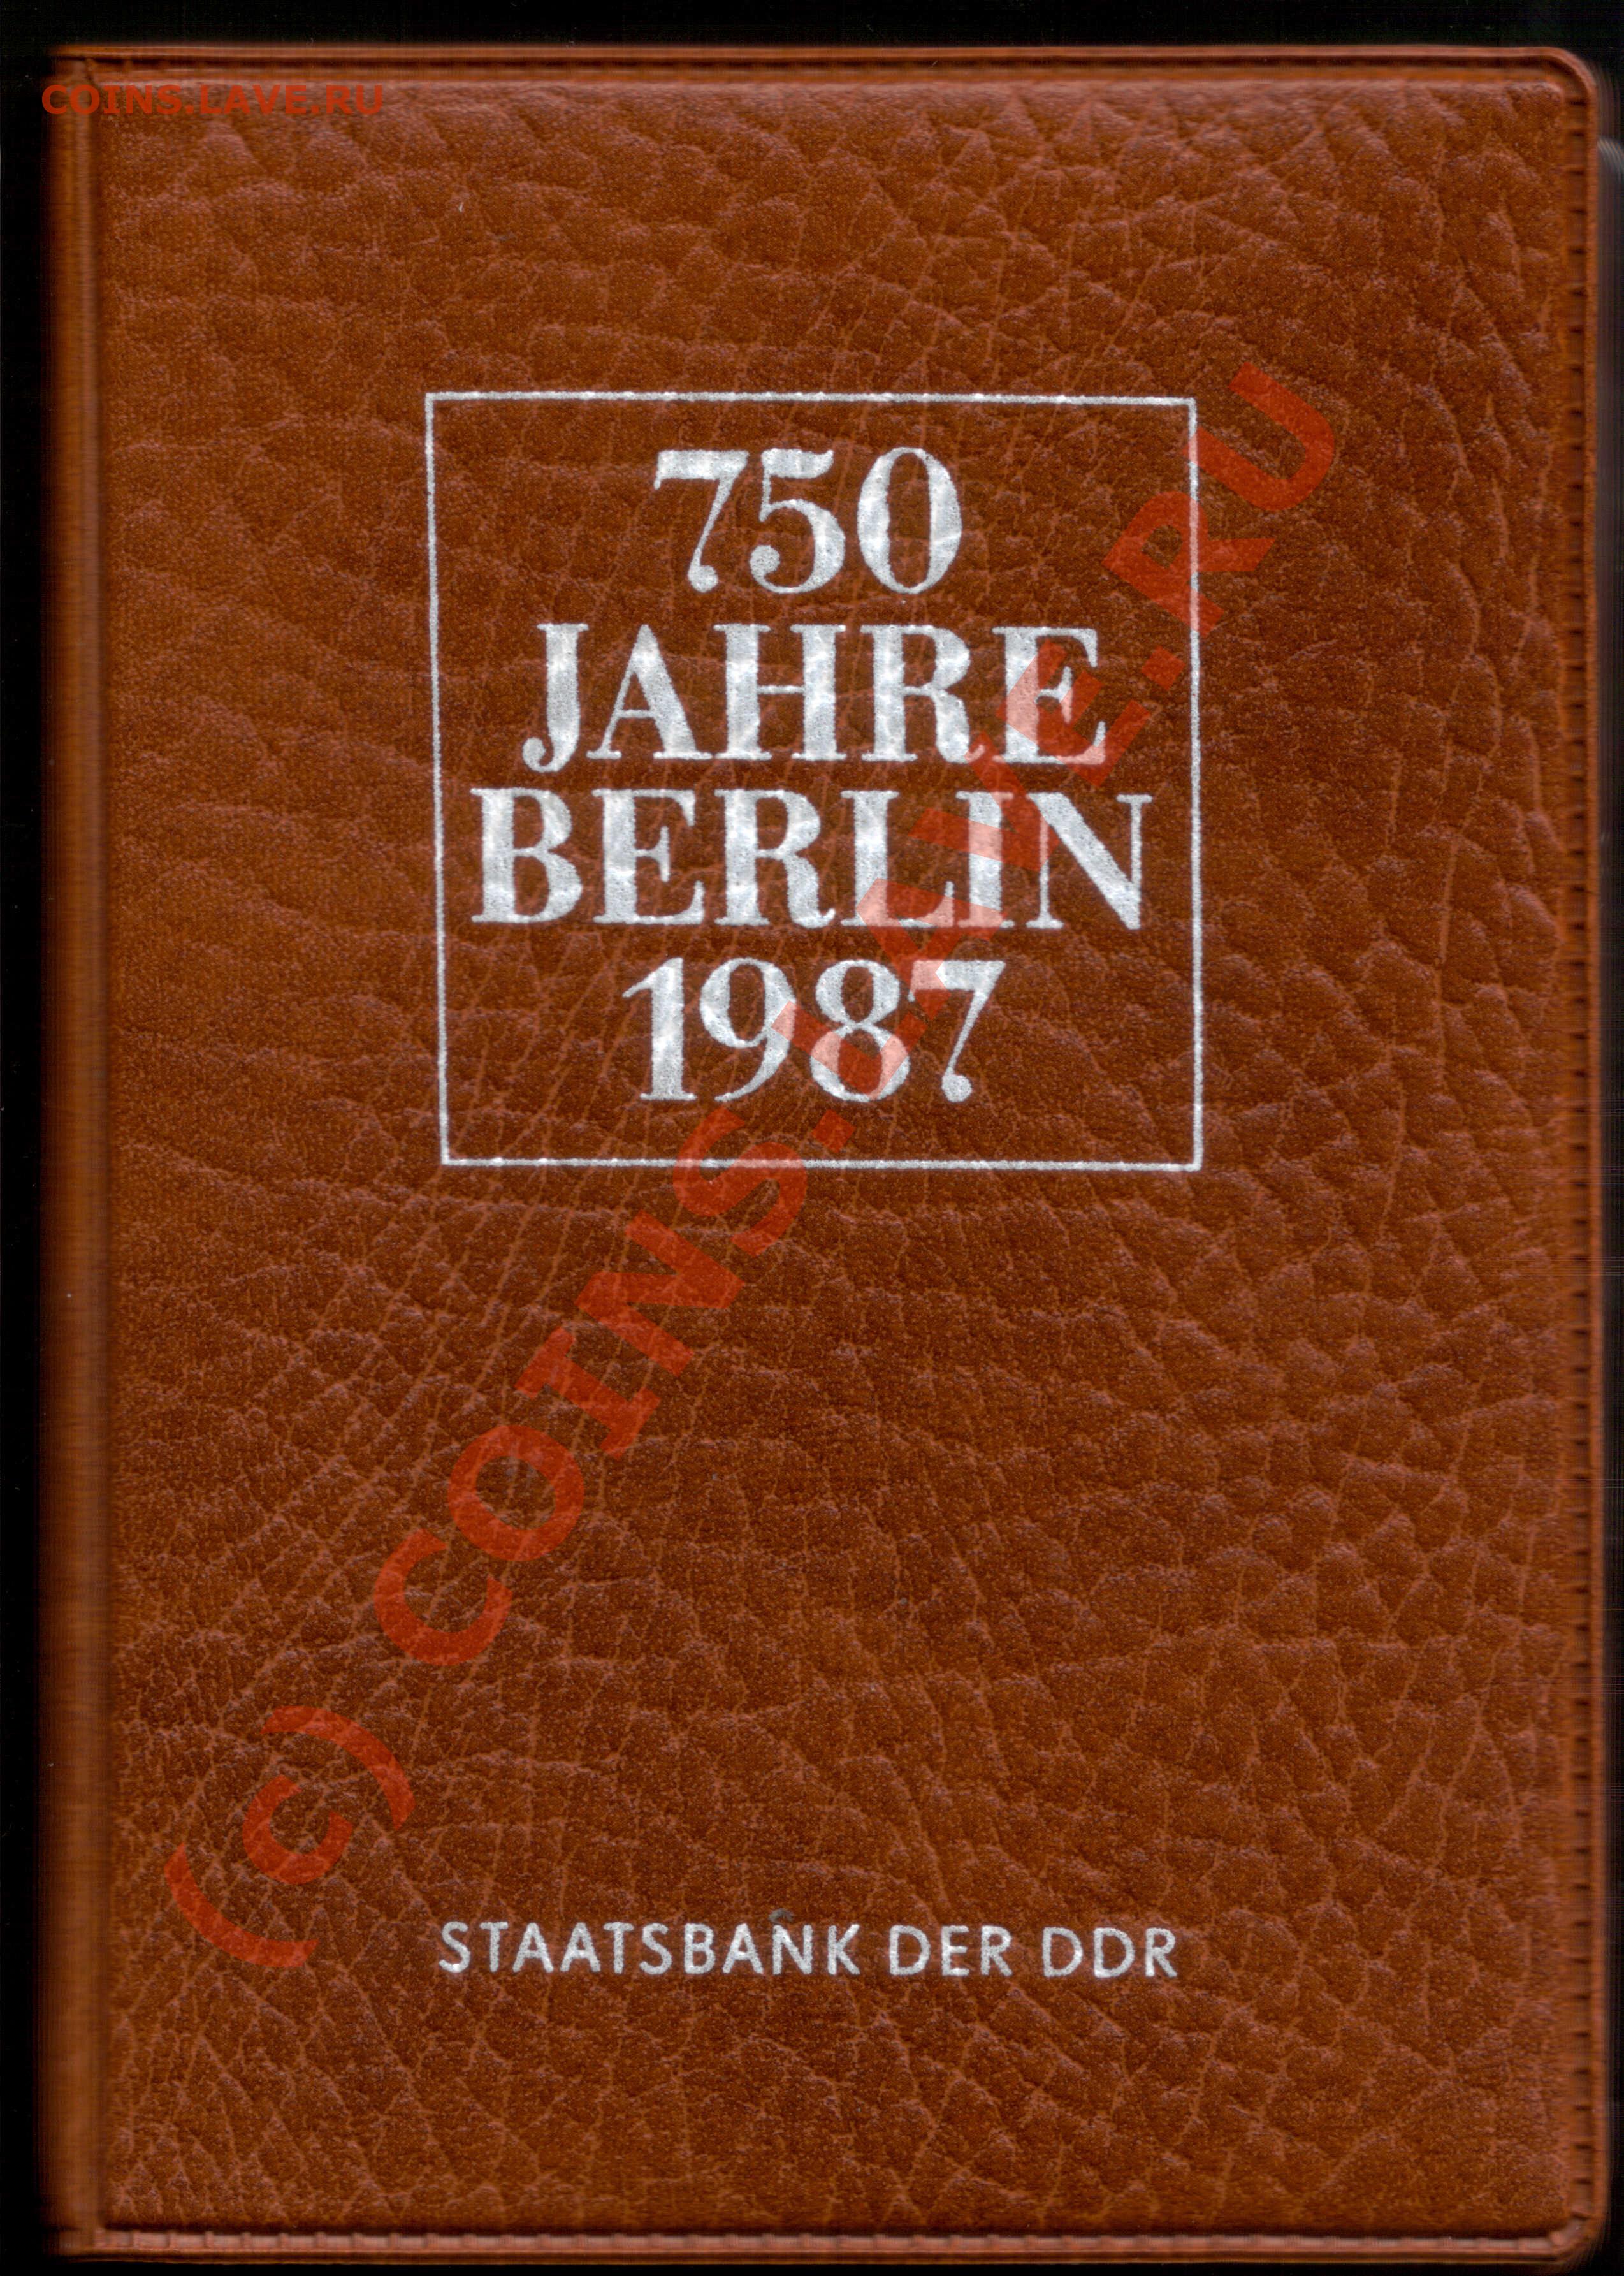 COINS.LAVE.RU
750
JAHRE
BERLIN
1987
(c) COINS.LAVE.RU
STAATSBANK DER DDR